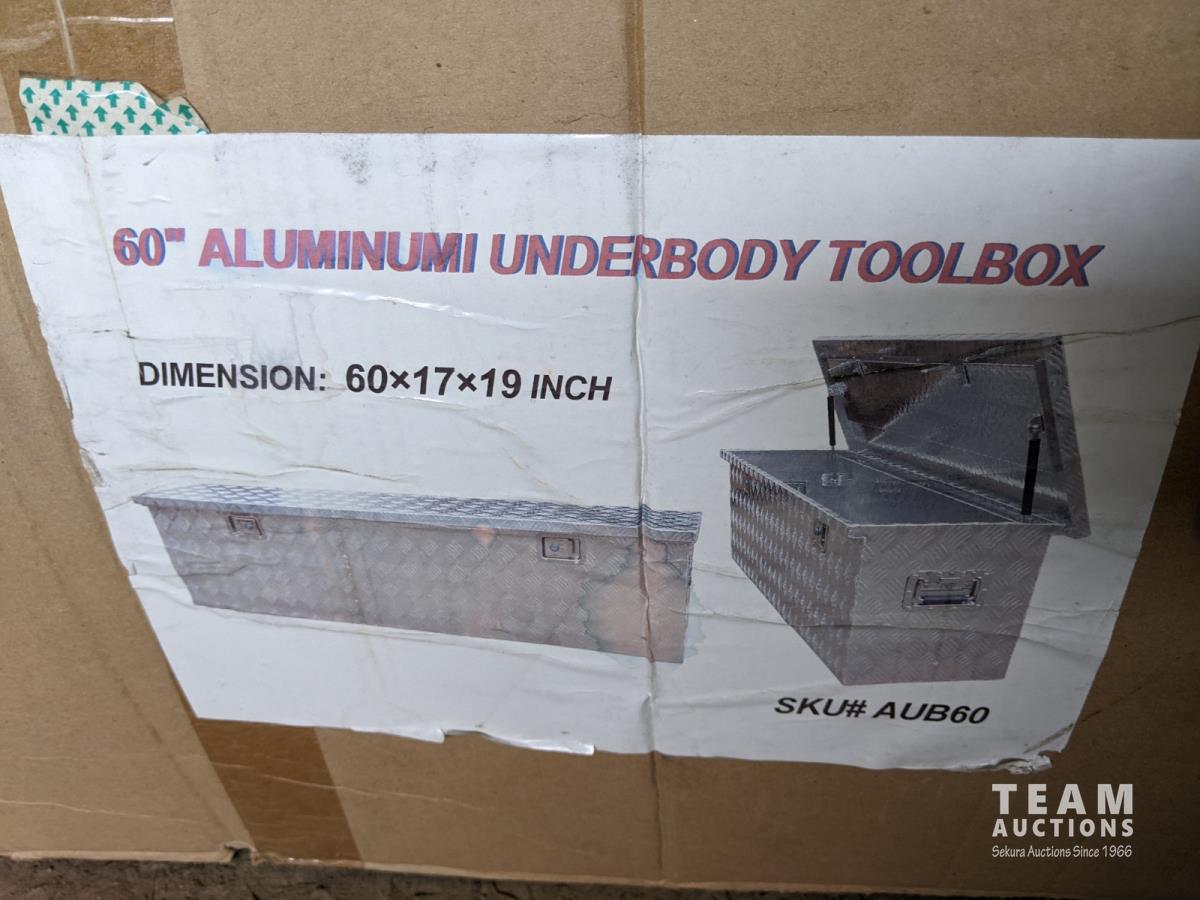 60" ALUMINUMI UNDERBODY TOOLBOX
DIMENSION: 60×17×19 INCH
SKU# AUB60
TEAM
AUCTIONS
Sekura Auctions Since 1966